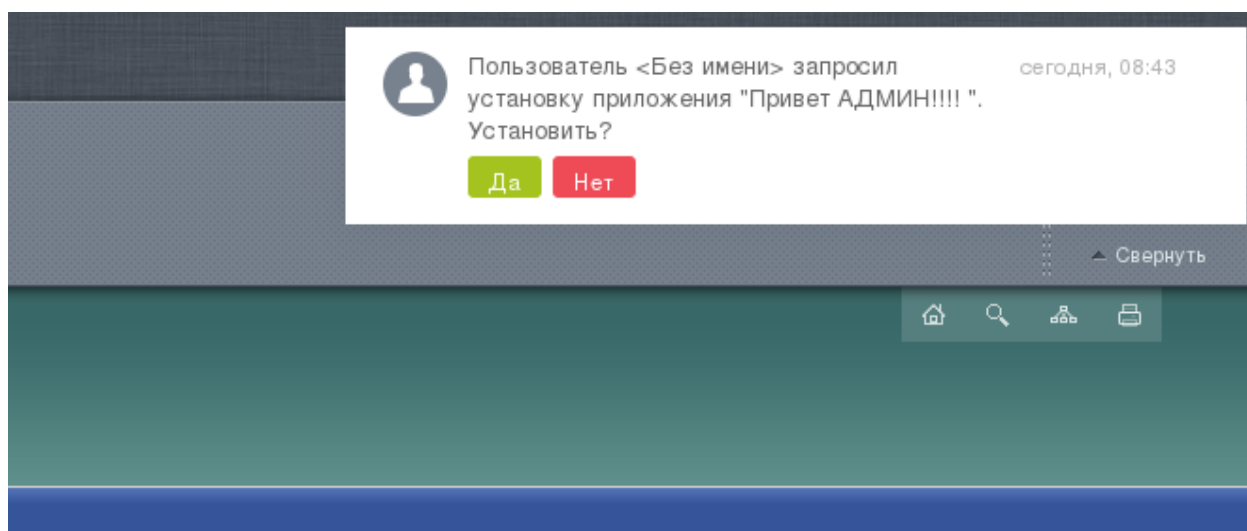 Пользователь <Без имени> запросил
сегодня, 08:43
установку приложения "Привет АДМИН!!!! ".
Установить?
Да
Нет
Свернуть